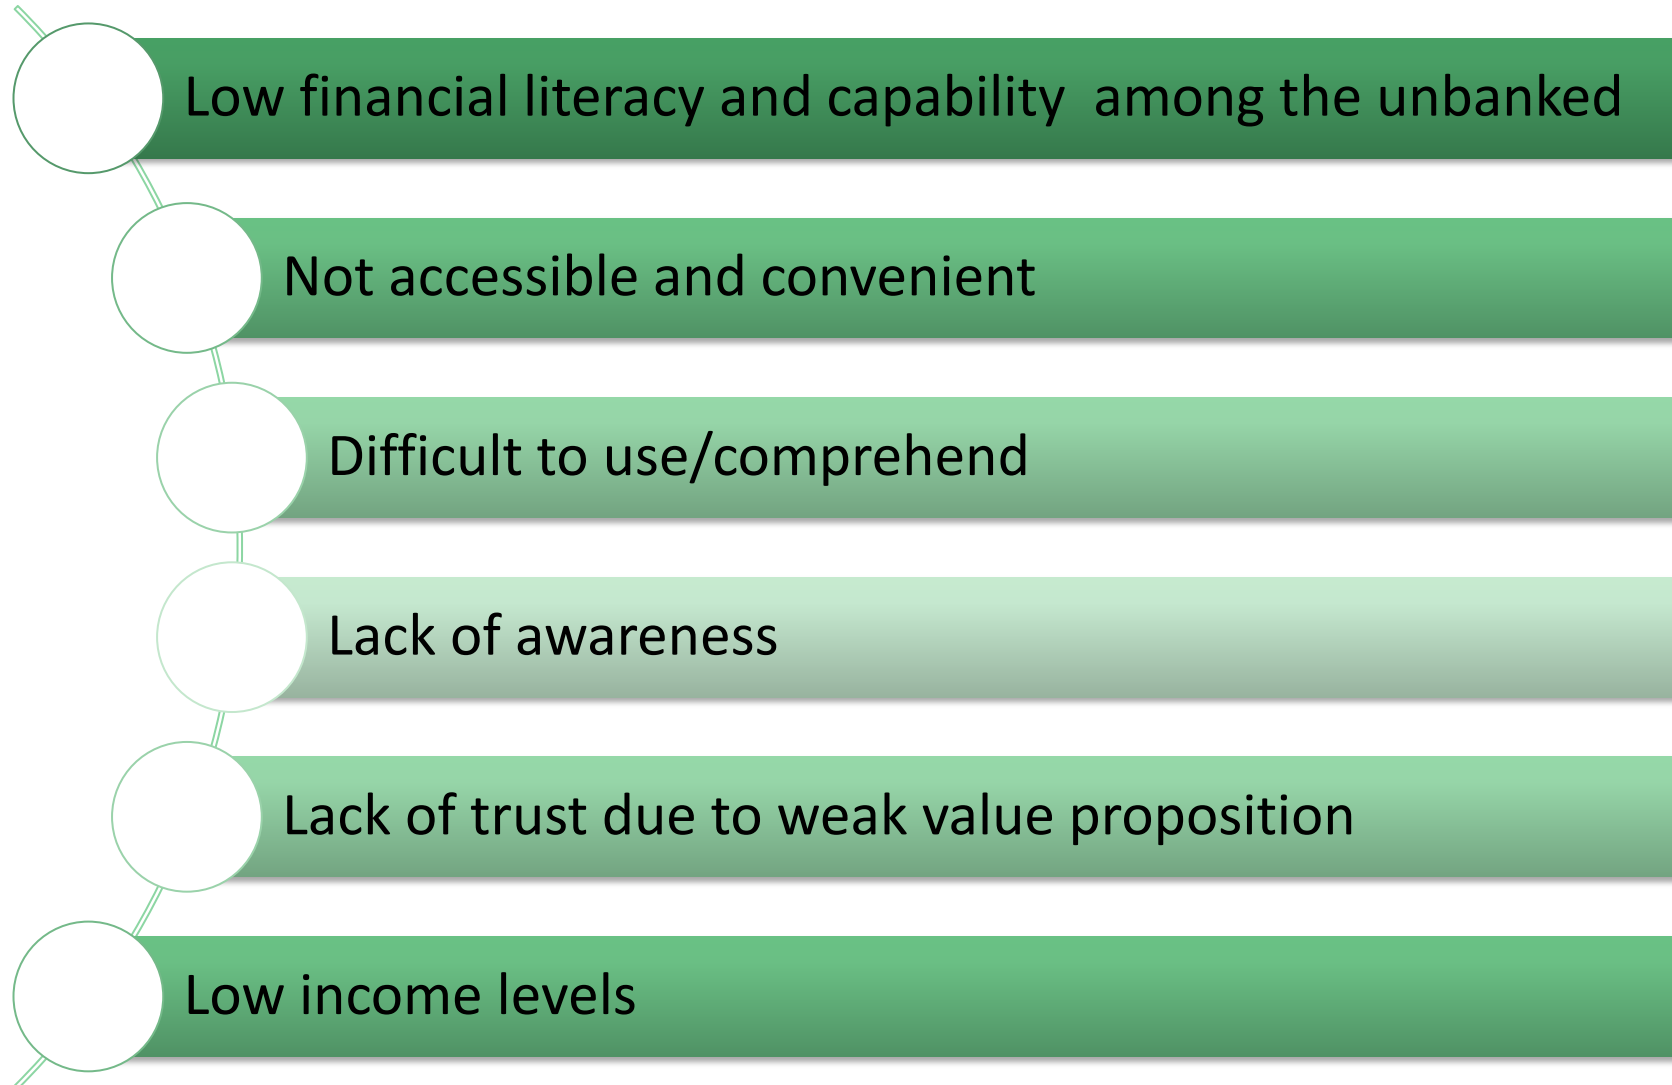 Low financial literacy and capability  among the unbanked
Not accessible and convenient
Difficult to use/comprehend
Lack of awareness
Lack of trust due to weak value proposition
Low income levels